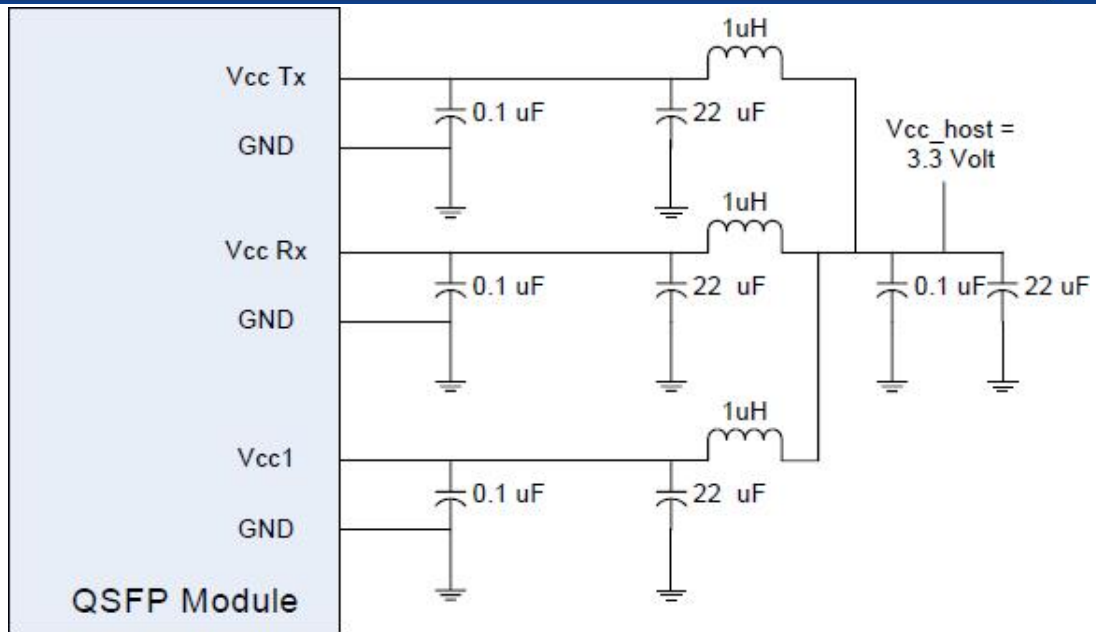 1uH
Vcc Tx
0.1 uF
22 uF
GND
Vcc_host =
3.3 Volt
1uH
Vcc Rx
0.1 uF
22 uF
0.1 uF
22 uF
GND
1uH
Vcc1
0.1 uF
22 uF
GND
QSFP Module